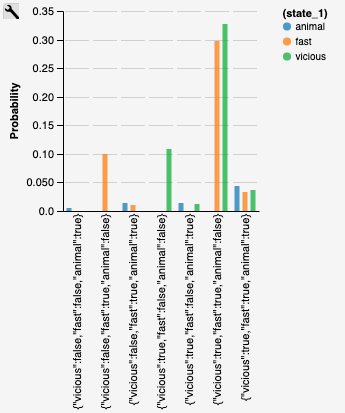 (state_1)
animal
fast
vicious
Probability
0.35
0.30
0.25
0.20
0.15
0.10
0.050
0.0
{"vicious":false,"fast":false,"animal":true}
{"vicious":false,"fast":true,"animal":false}
{"vicious":false,"fast":true,"animal":true}
{"vicious":true,"fast":false,"animal":false}
{"vicious":true,"fast":false,"animal":true}
{"vicious":true,"fast":true,"animal":false}
{"vicious":true,"fast":true,"animal":true}